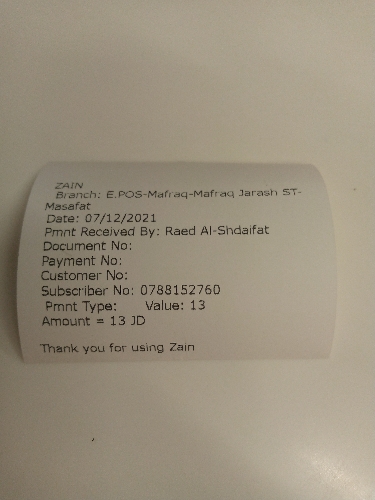 ZAIN
Branch: E.POS-Mafraq-Mafraq Jarash ST-
Masafat
Date: 07/12/2021
Pmnt Received By: Raed Al-Shdaifat
Document No:
Payment No:
Customer No:
Subscriber No: 0788152760
Pmnt Type: Value: 13
Amount = 13 JD
Thank you for using Zain